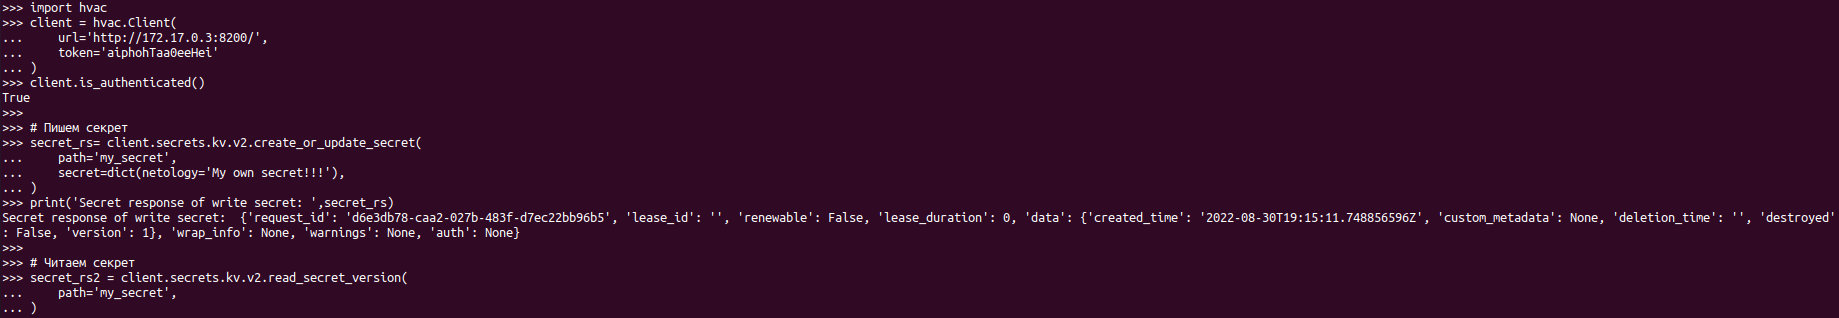 >>> import hvac
>>> client = hvac.Client(
...     url='http://172.17.0.3:8200/',
...     token='aiphohTaa0eeHei'
... )
>>> client.is_authenticated()
True
>>>
>>> # Пишем секрет
>>> secret_rs= client.secrets.kv.v2.create_or_update_secret(
...     path='my_secret',
...     secret=dict(netology='My own secret!!!'),
... )
>>> print('Secret response of write secret: ',secret_rs)
Secret response of write secret:  {'request_id': 'd6e3db78-caa2-027b-483f-d7ec22bb96b5', 'lease_id': '', 'renewable': False, 'lease_duration': 0, 'data': {'created_time': '2022-08-30T19:15:11.748856596Z', 'custom_metadata': None, 'deletion_time': '', 'destroyed'
: False, 'version': 1}, 'wrap_info': None, 'warnings': None, 'auth': None}
>>>
>>> # Читаем секрет
>>> secret_rs2 = client.secrets.kv.v2.read_secret_version(
...     path='my_secret',
... )